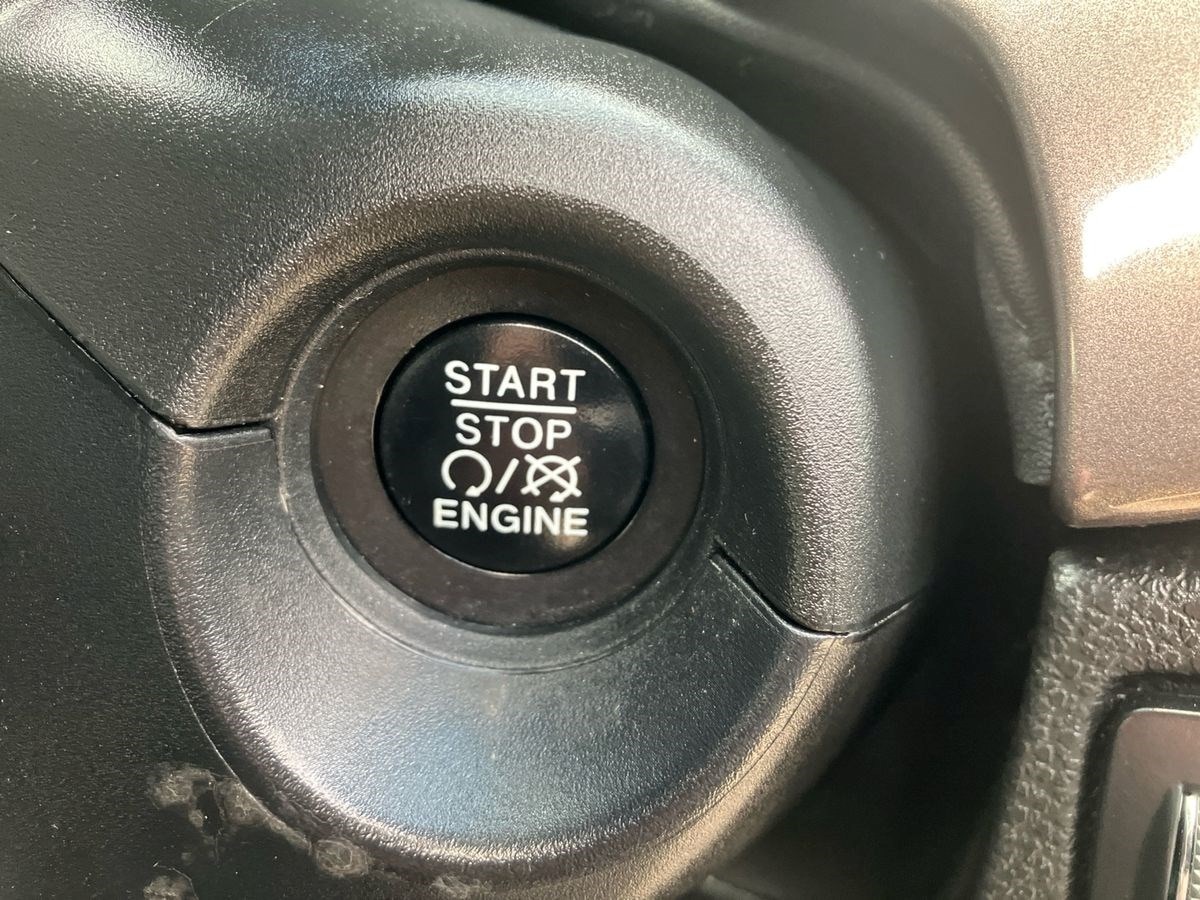 START
STOP
/
ENGINE